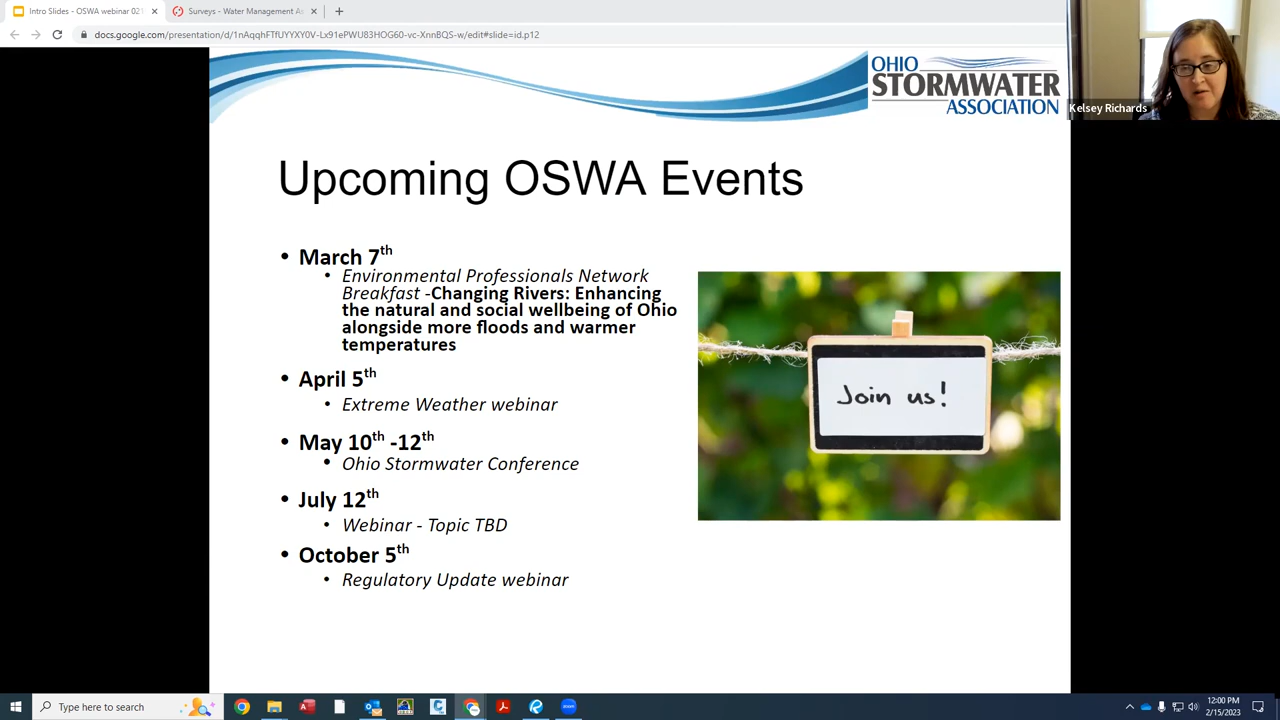 Intro Slides - OSWA webinar 021
Surveys - Water Management As
docs.google.com/presentation/d/1nAqqhFTfUYYXY0V-Lx91ePWU83HOG60-vc-XnnBQS-w/edit#slide=id.p12
OHIO
STORMWATER
ASSOCIATION
Kelsey Richards
Upcoming OSWA Events
• March 7th
• Environmental Professionals Network
Breakfast -Changing Rivers: Enhancing
the natural and social wellbeing of Ohio
alongside more floods and warmer
temperatures
• April 5th
• Extreme Weather webinar
• May 10th -12th
• Ohio Stormwater Conference
• July 12th
• Webinar - Topic TBD
• October 5th
• Regulatory Update webinar
Join us!
Type here to search
12:00 PM
2/15/2023